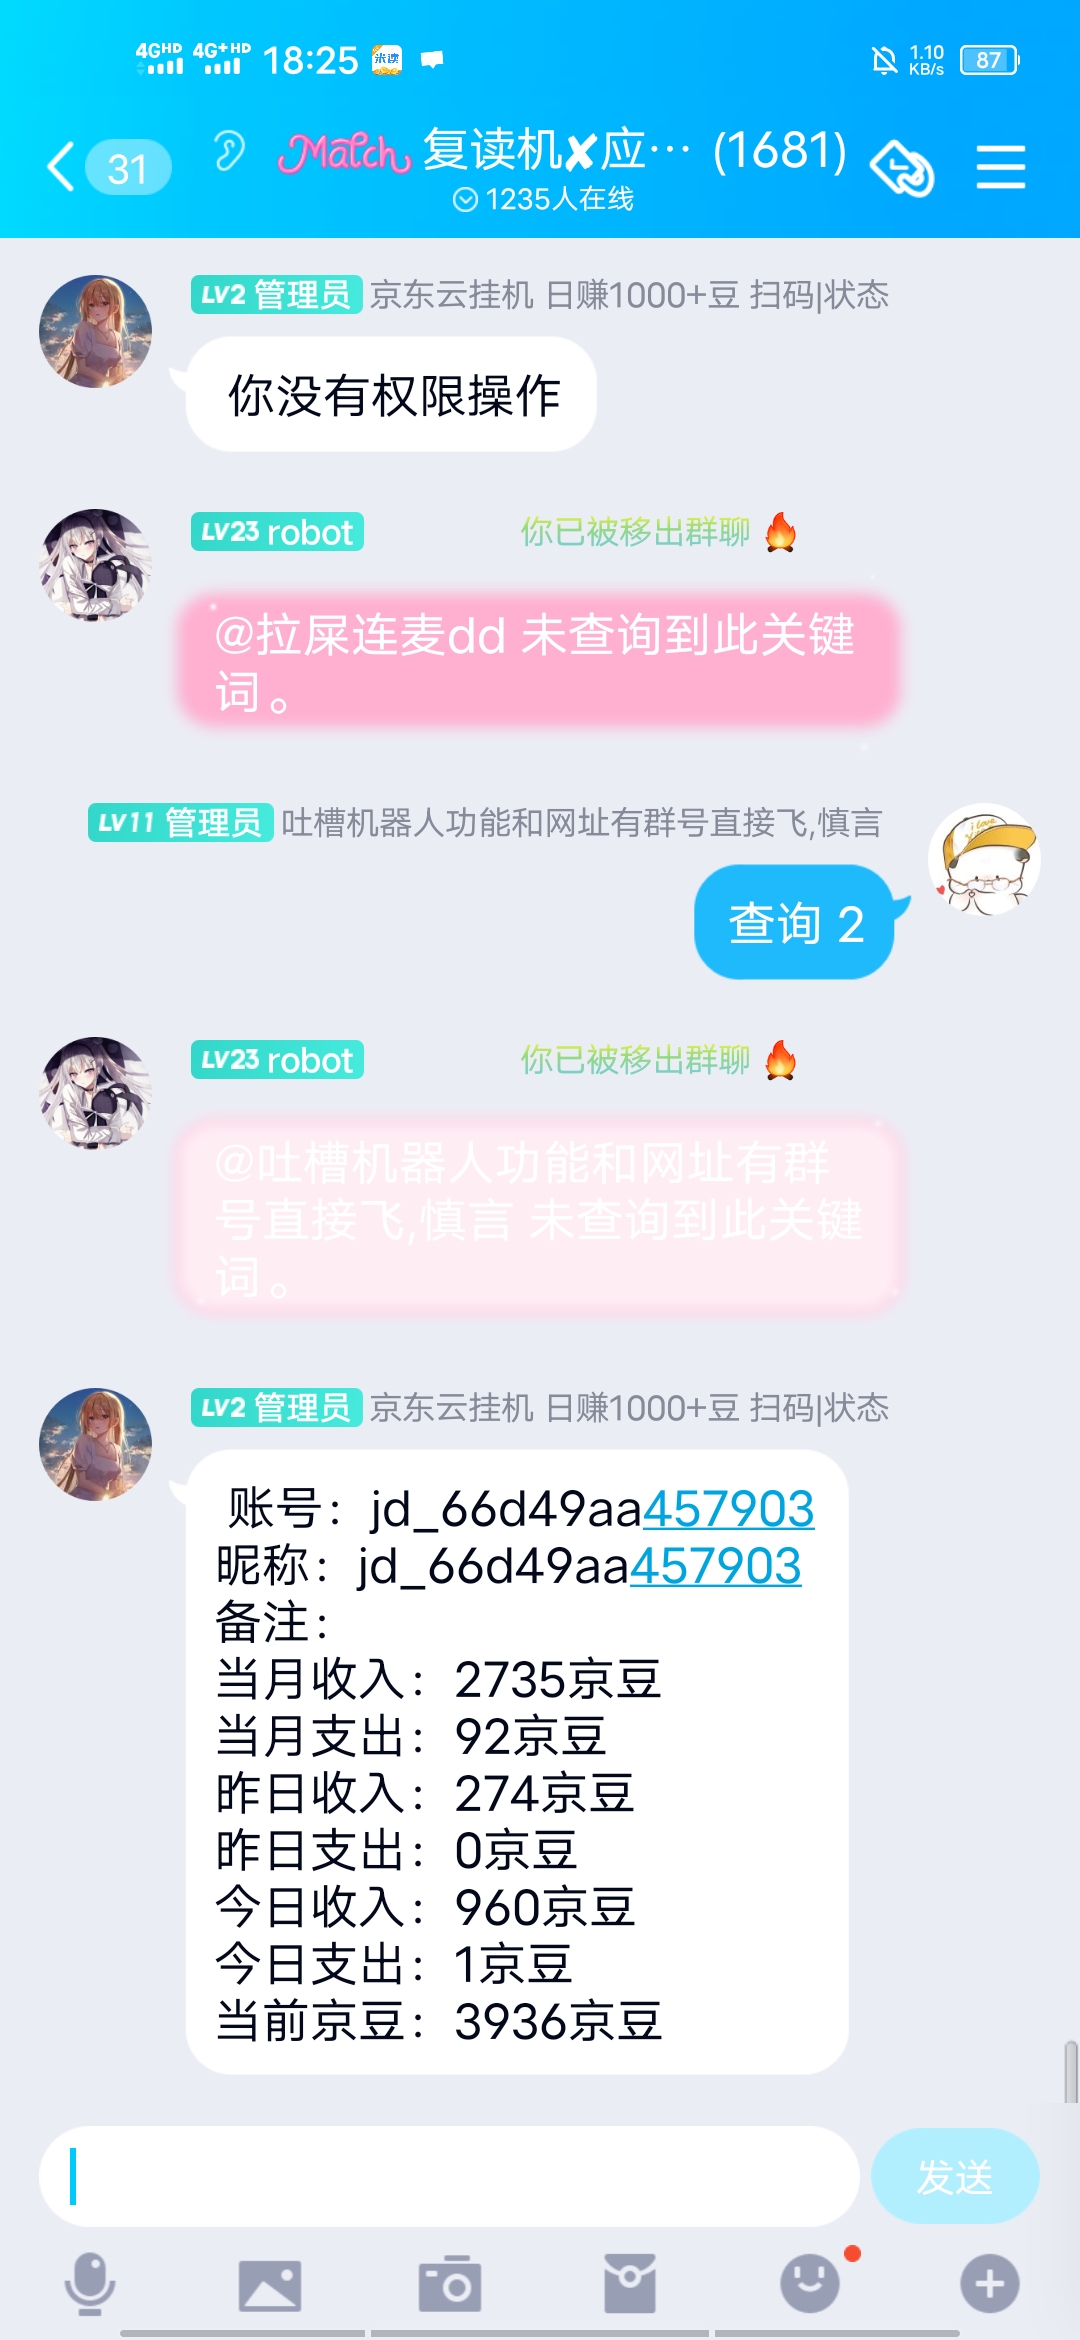 4GHD 4G+HD 18:25 米读 1.10 KB/s 87
31 Match 复读机✘应… (1681)
1235人在线
LV2 管理员 京东云挂机 日赚1000+豆 扫码|状态
你没有权限操作
LV23 robot 你已被移出群聊🔥
@拉屎连麦dd 未查询到此关键
词。
LV11 管理员 吐槽机器人功能和网址有群号直接飞,慎言
i love
查询 2
LV23 robot 你已被移出群聊🔥
@吐槽机器人功能和网址有群
号直接飞,慎言 未查询到此关键
词。
LV2 管理员 京东云挂机 日赚1000+豆 扫码|状态
账号：jd_66d49aa457903
昵称：jd_66d49aa457903
备注：
当月收入：2735京豆
当月支出：92京豆
昨日收入：274京豆
昨日支出：0京豆
今日收入：960京豆
今日支出：1京豆
当前京豆：3936京豆
发送